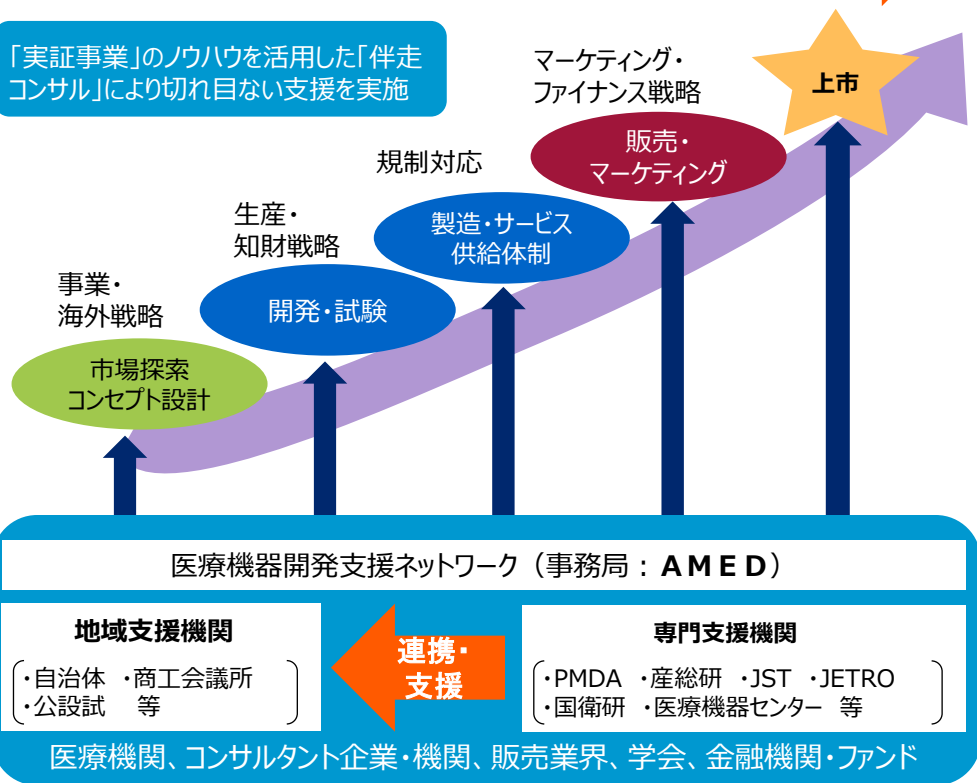 「実証事業」のノウハウを活用した「伴走
コンサル」により切れ目ない支援を実施
マーケティング・
ファイナンス戦略
上市
販売・
マーケティング
規制対応
製造・サービス
供給体制
生産・
知財戦略
開発・試験
事業・
海外戦略
市場探索
コンセプト設計
医療機器開発支援ネットワーク（事務局：ＡＭＥＤ）
地域支援機関
・自治体 ・商工会議所
・公設試 等
連携・
支援
専門支援機関
・PMDA ・産総研 ・JST ・JETRO
・国衛研 ・医療機器センター 等
医療機関、コンサルタント企業・機関、販売業界、学会、金融機関・ファンド